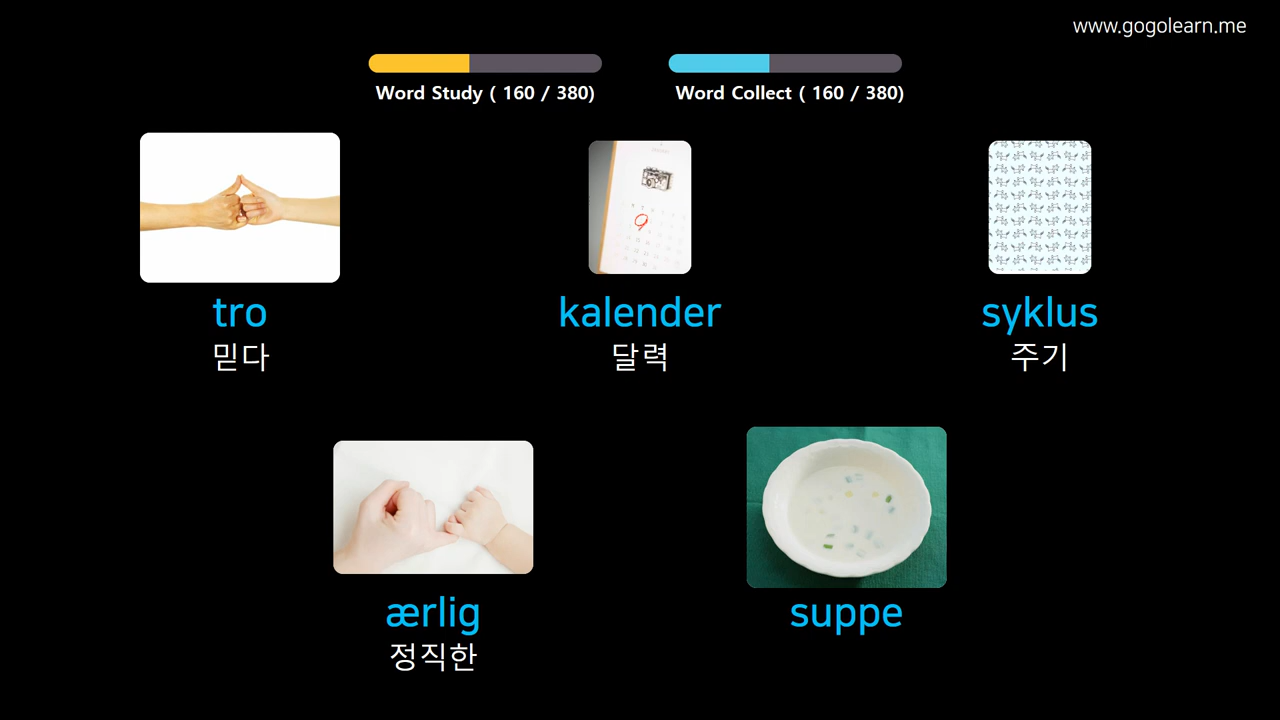 www.gogolearn.me
Word Study ( 160 / 380)
Word Collect ( 160 / 380)
tro
믿다
kalender
달력
syklus
주기
ærlig
정직한
suppe